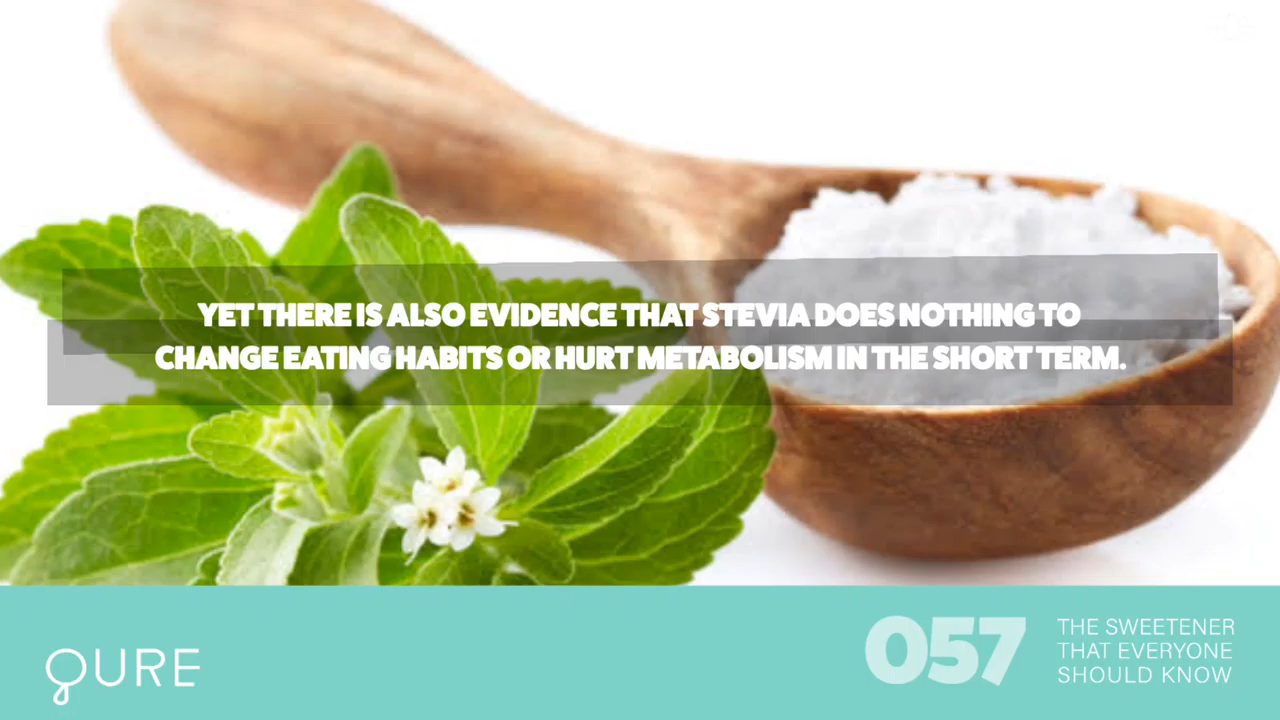 YET THERE IS ALSO EVIDENCE THAT STEVIA DOES NOTHING TO
CHANGE EATING HABITS OR HURT METABOLISM IN THE SHORT TERM.
QURE
057
THE SWEETENER
THAT EVERYONE
SHOULD KNOW